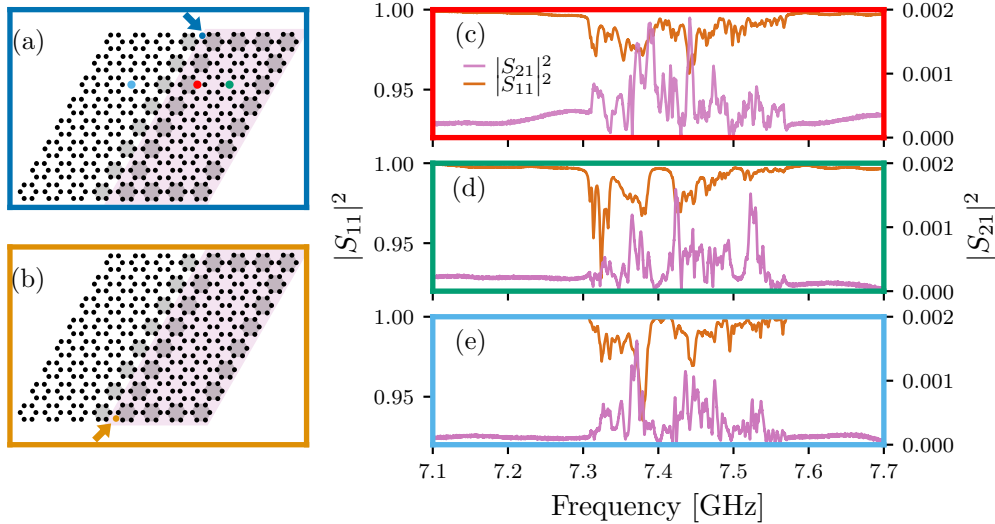 (a)
(b)
(c)
|S₂₁|²
|S₁₁|²
1.00
0.95
0.002
0.001
0.000
(d)
1.00
0.95
0.002
0.001
0.000
(e)
1.00
0.95
0.002
0.001
0.000
|S₁₁|²
|S₂₁|²
7.1 7.2 7.3 7.4 7.5 7.6 7.7
Frequency [GHz]